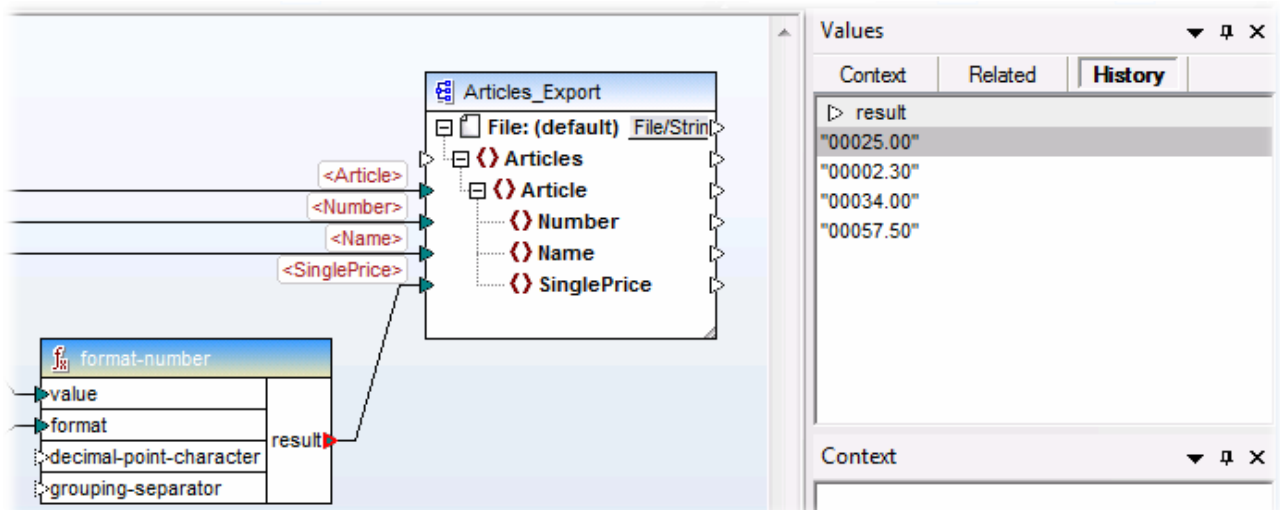 Articles_Export
File: (default) File/Strin
Articles
<Article>
Article
<Number>
Number
<Name>
Name
<SinglePrice>
SinglePrice
format-number
value
format
result
decimal-point-character
grouping-separator
Values
Context Related History
result
"00025.00"
"00002.30"
"00034.00"
"00057.50"
Context